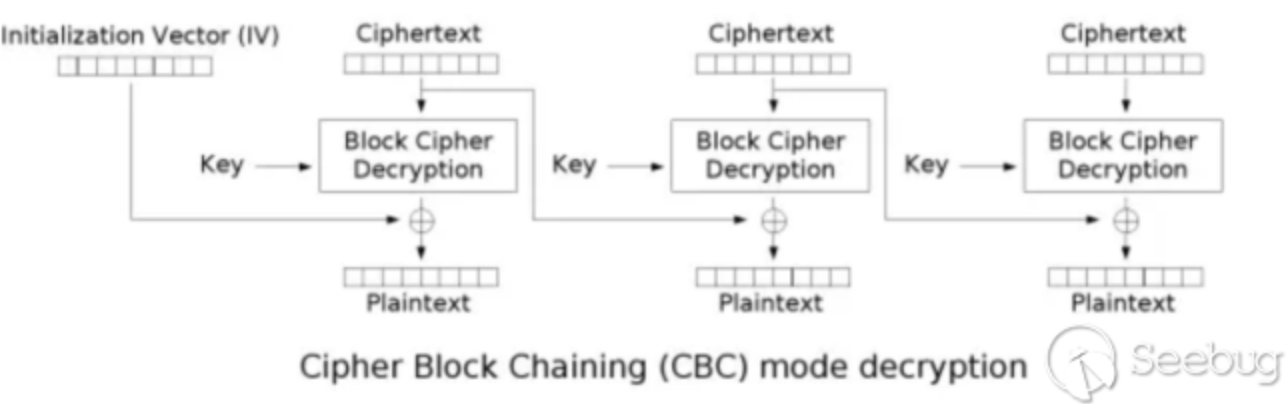 Initialization Vector (IV)
Ciphertext
Ciphertext
Ciphertext
Key
Block Cipher
Decryption
Key
Block Cipher
Decryption
Key
Block Cipher
Decryption
Plaintext
Plaintext
Plaintext
Cipher Block Chaining (CBC) mode decryption
Seebug